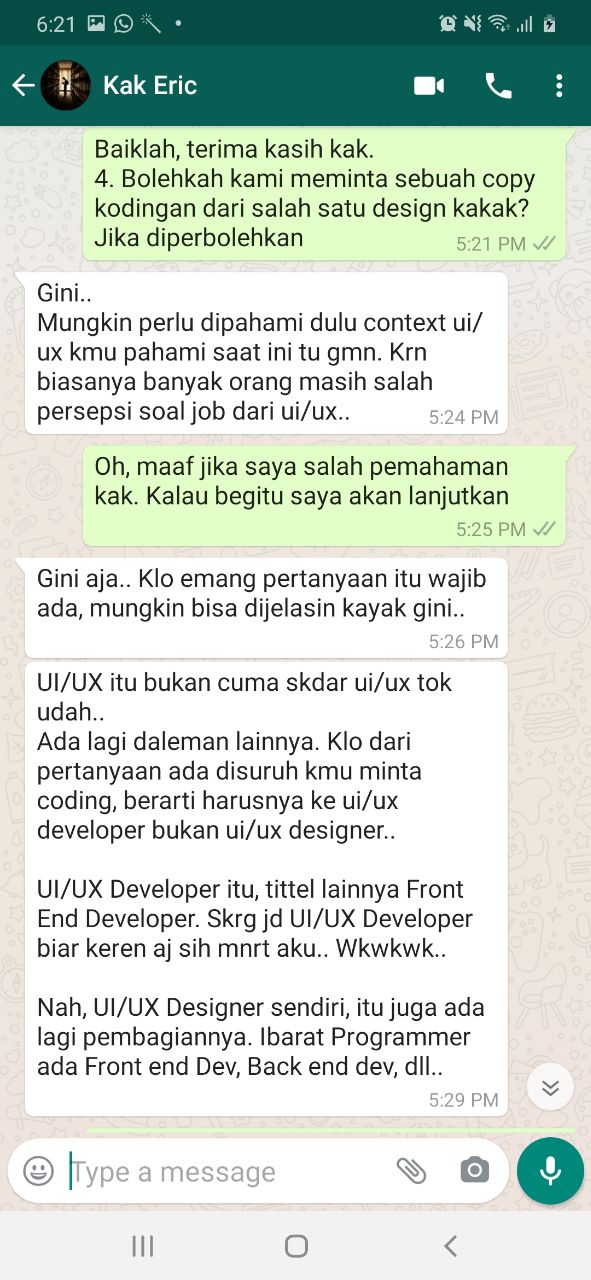 6:21
Kak Eric
Baiklah, terima kasih kak.
4. Bolehkah kami meminta sebuah copy
kodingan dari salah satu design kakak?
Jika diperbolehkan
5:21 PM
Gini..
Mungkin perlu dipahami dulu context ui/
ux kmu pahami saat ini tu gmn. Krn
biasanya banyak orang masih salah
persepsi soal job dari ui/ux..
5:24 PM
Oh, maaf jika saya salah pemahaman
kak. Kalau begitu saya akan lanjutkan
5:25 PM
Gini aja.. Klo emang pertanyaan itu wajib
ada, mungkin bisa dijelasin kayak gini..
5:26 PM
UI/UX itu bukan cuma skdar ui/ux tok
udah..
Ada lagi daleman lainnya. Klo dari
pertanyaan ada disuruh kmu minta
coding, berarti harusnya ke ui/ux
developer bukan ui/ux designer..
UI/UX Developer itu, tittel lainnya Front
End Developer. Skrg jd UI/UX Developer
biar keren aj sih mnrt aku.. Wkwkwk..
Nah, UI/UX Designer sendiri, itu juga ada
lagi pembagiannya. Ibarat Programmer
ada Front end Dev, Back end dev, dll..
5:29 PM
Type a message